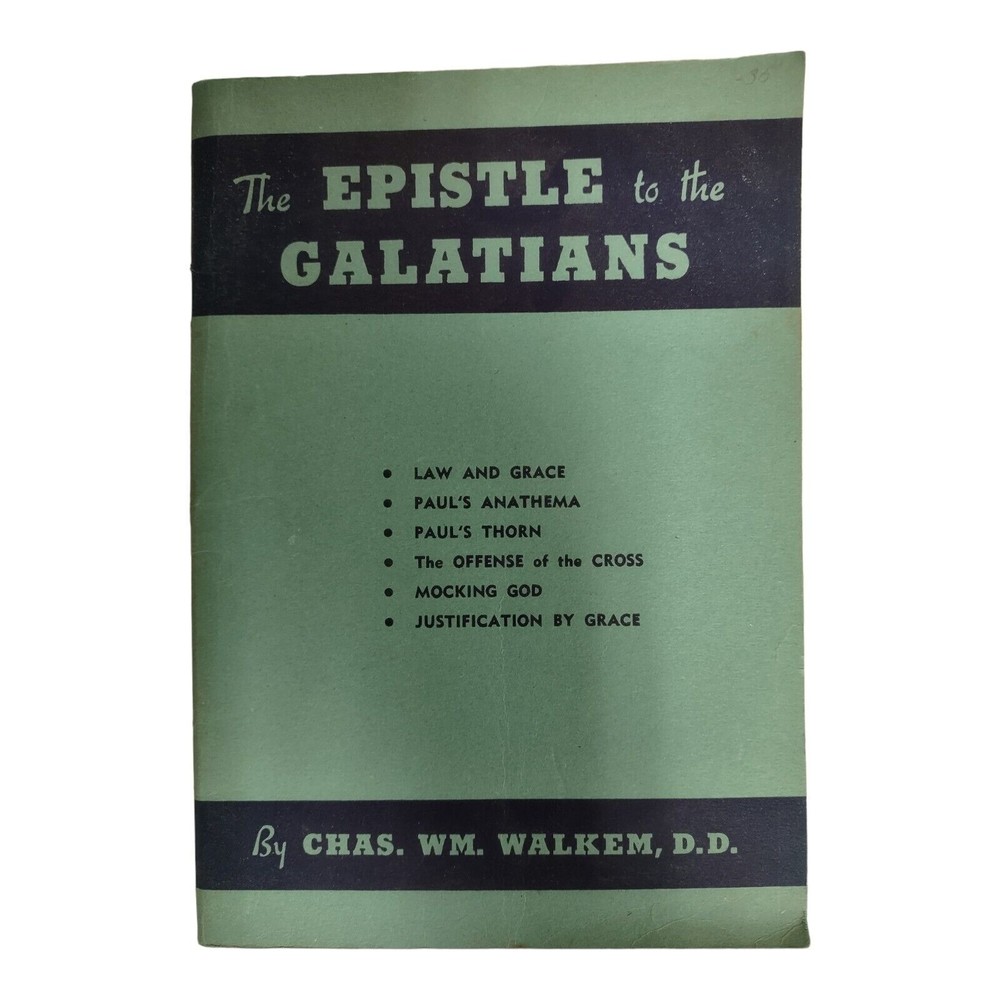 The EPISTLE to the
GALATIANS
• LAW AND GRACE
• PAUL'S ANATHEMA
• PAUL'S THORN
• The OFFENSE of the CROSS
• MOCKING GOD
• JUSTIFICATION BY GRACE
By CHAS. WM. WALKEM, D.D.